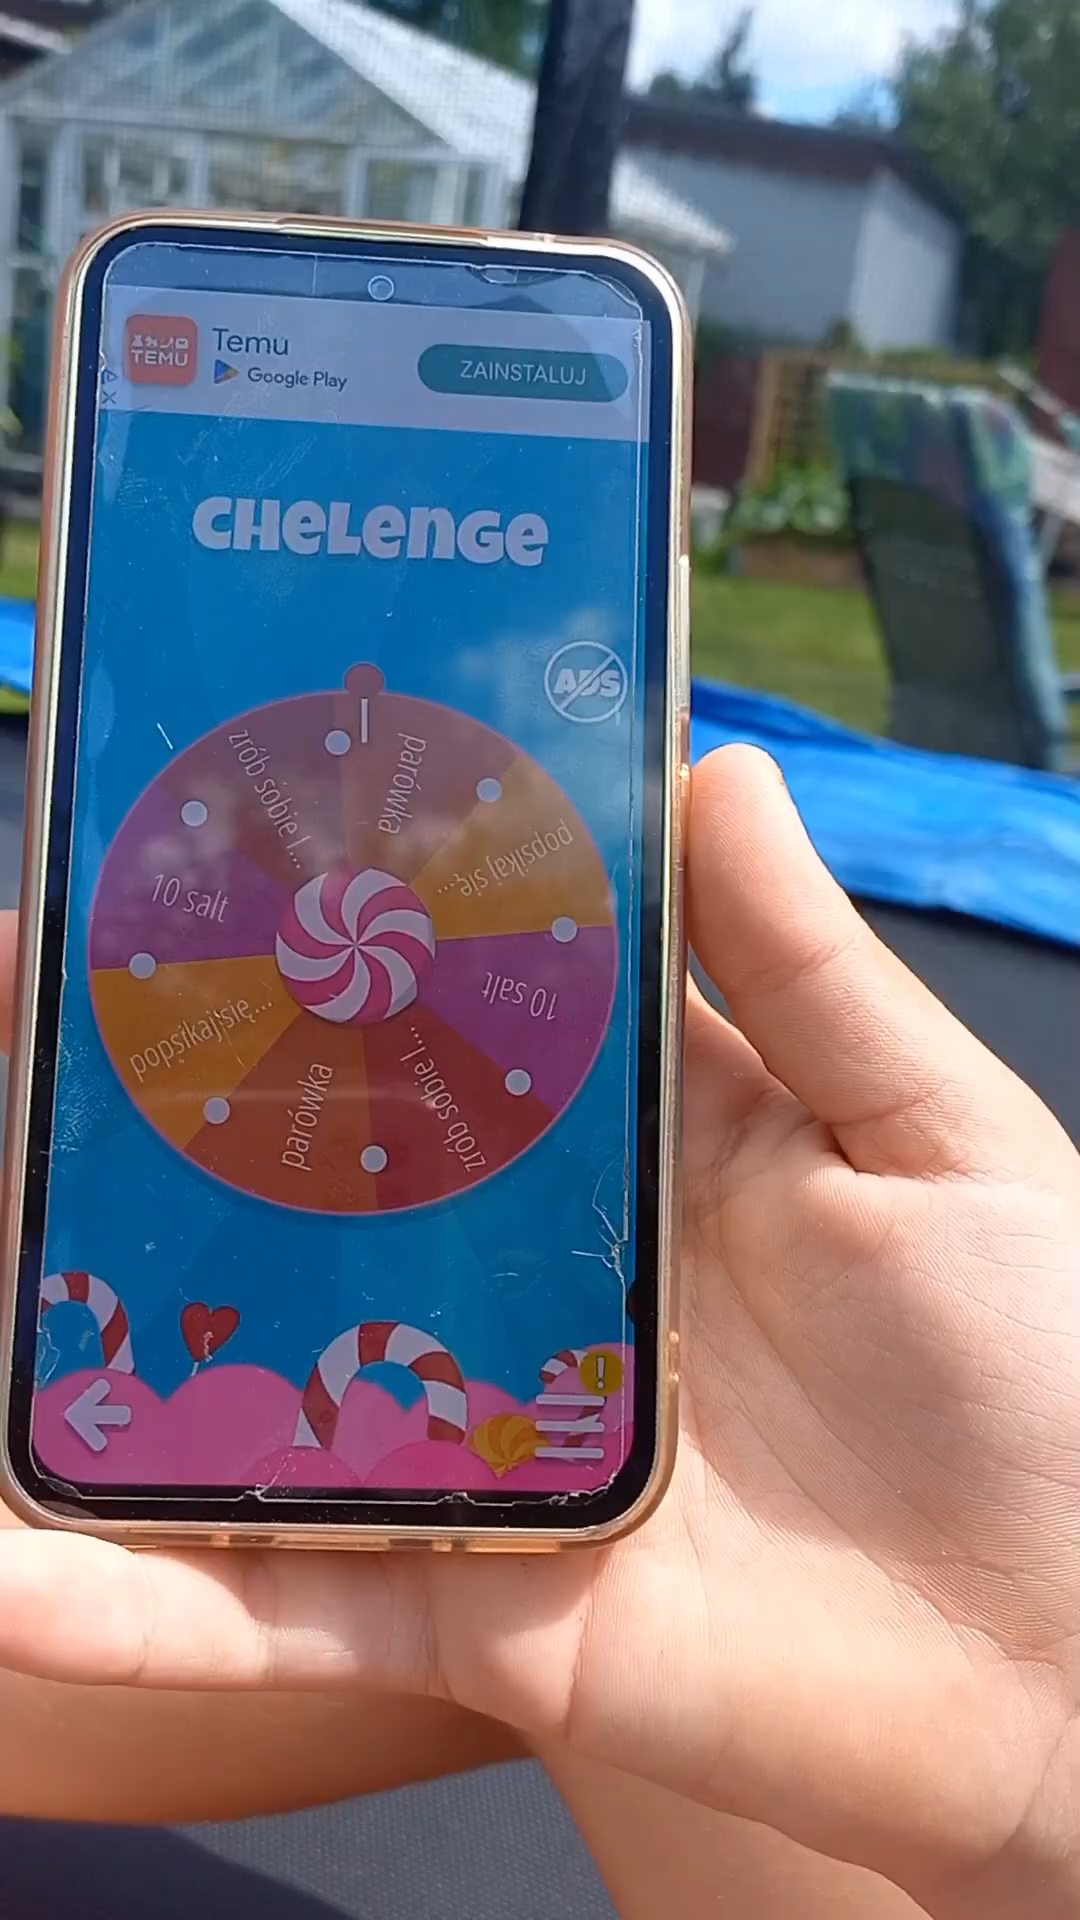 TEMU
Temu
Google Play
ZAINSTALUJ
CHELENGE
ADS
parówka
popsikaj się...
10 salt
zrób sobie l...
parówka
popsikaj się...
10 salt
zrób sobie l...
!